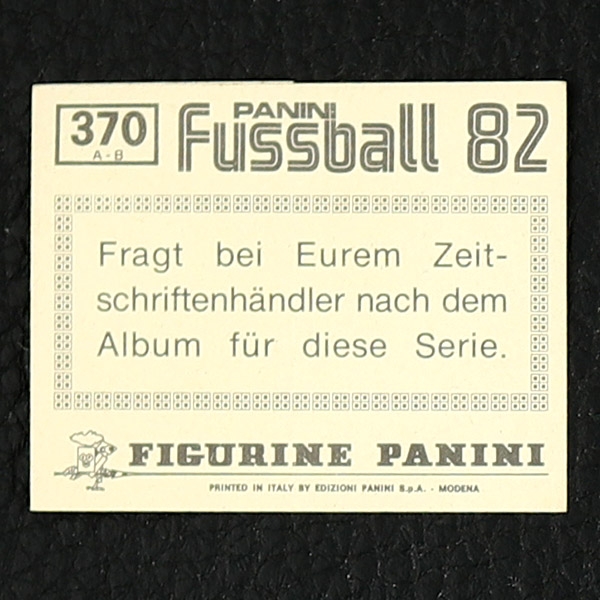 370
A-B
PANINI
Fussball 82
Fragt bei Eurem Zeit-
schriftenhändler nach dem
Album für diese Serie.
FIGURINE PANINI
PRINTED IN ITALY BY EDIZIONI PANINI S.p.A. - MODENA